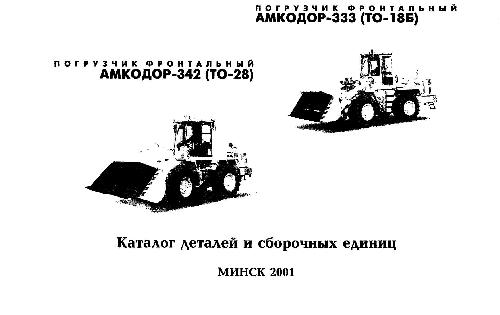 ПОГРУЗЧИК ФРОНТАЛЬНЫЙ
АМКОДОР-333 (ТО-18Б)
ПОГРУЗЧИК ФРОНТАЛЬНЫЙ
АМКОДОР-342 (ТО-28)
Каталог деталей и сборочных единиц
МИНСК 2001